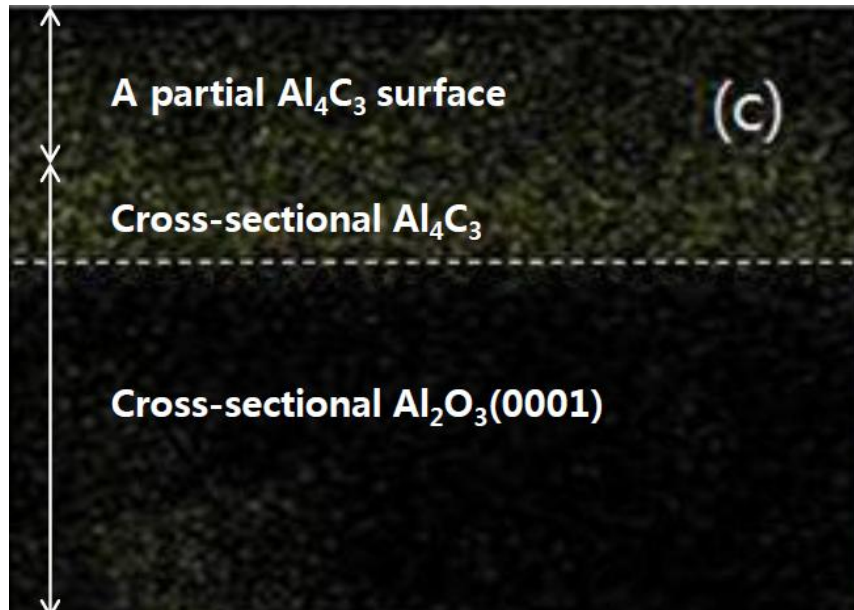 A partial Al₄C₃ surface
(c)
Cross-sectional Al₄C₃
Cross-sectional Al₂O₃(0001)